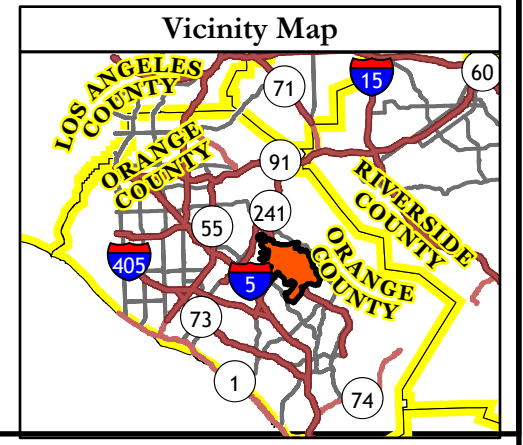 Vicinity Map
LOS ANGELES
COUNTY
ORANGE
COUNTY
71
15
60
91
RIVERSIDE
COUNTY
241
55
ORANGE
COUNTY
405
5
73
1
74